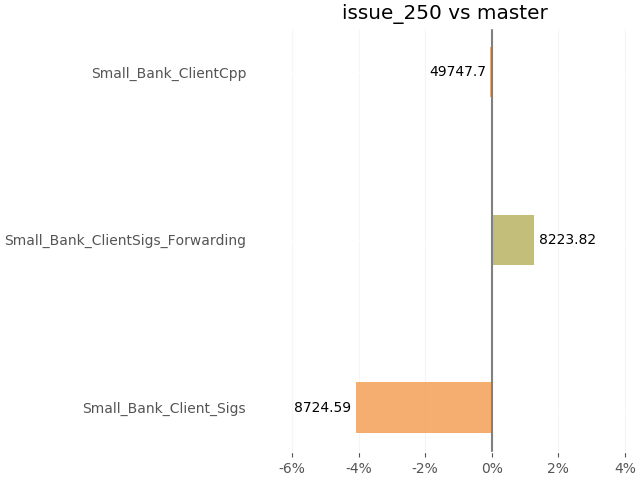 issue_250 vs master
Small_Bank_ClientCpp
49747.7
Small_Bank_ClientSigs_Forwarding
8223.82
Small_Bank_Client_Sigs
8724.59
-6% -4% -2% 0% 2% 4%